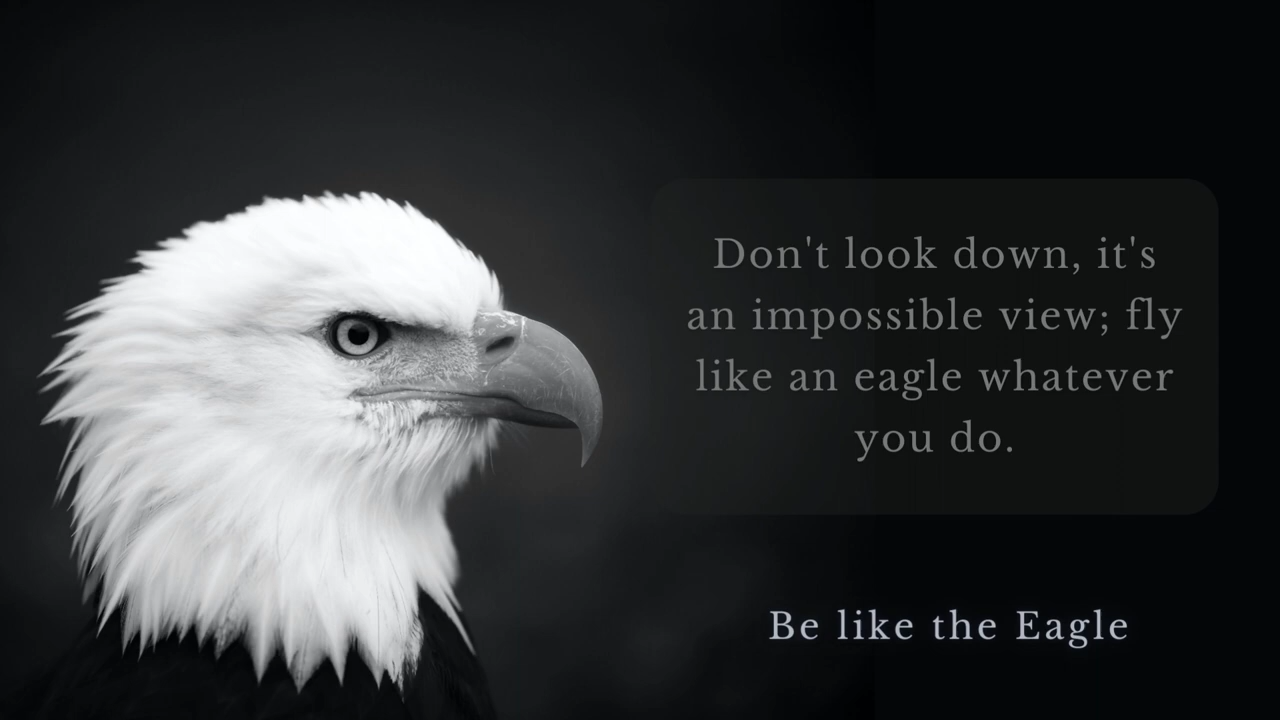 Don't look down, it's
an impossible view; fly
like an eagle whatever
you do.
Be like the Eagle